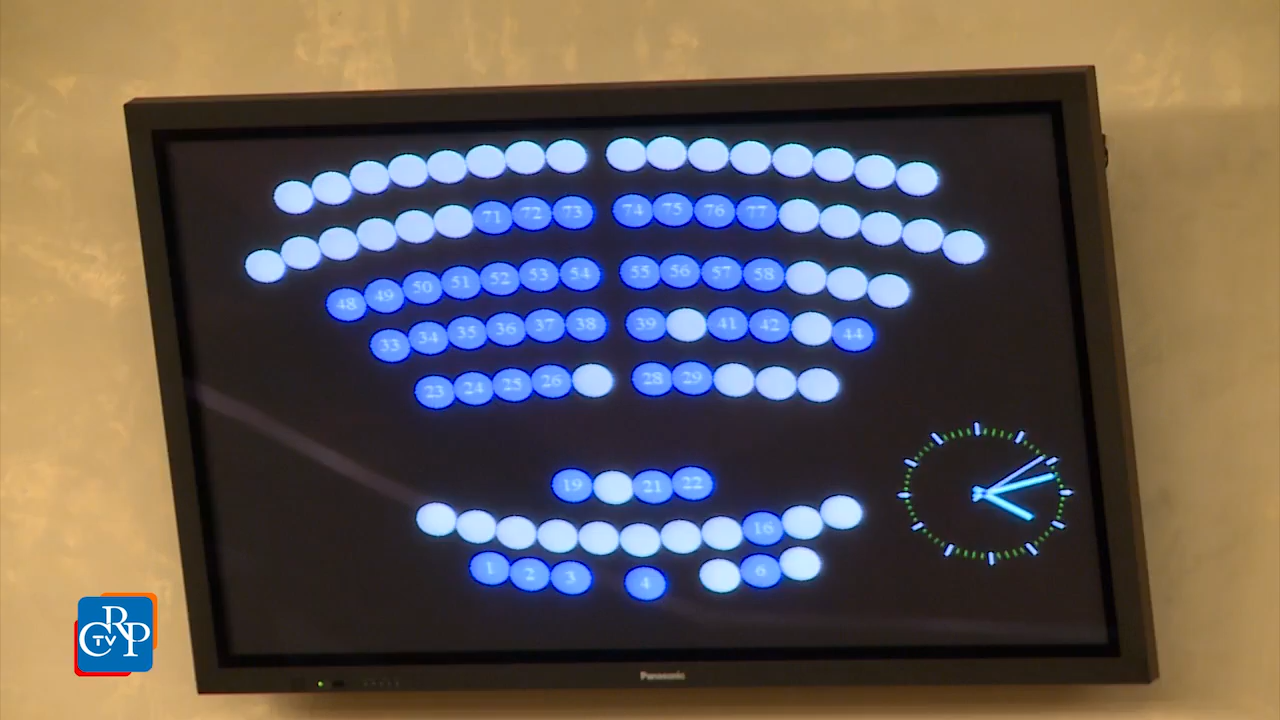 71 72 73 74 75 76 77
48 49 50 51 52 53 54 55 56 57 58
33 34 35 36 37 38 39 41 42 44
23 24 25 26 28 29
19 21 22
16
1 2 3 4 6
CRP
TV
Panasonic